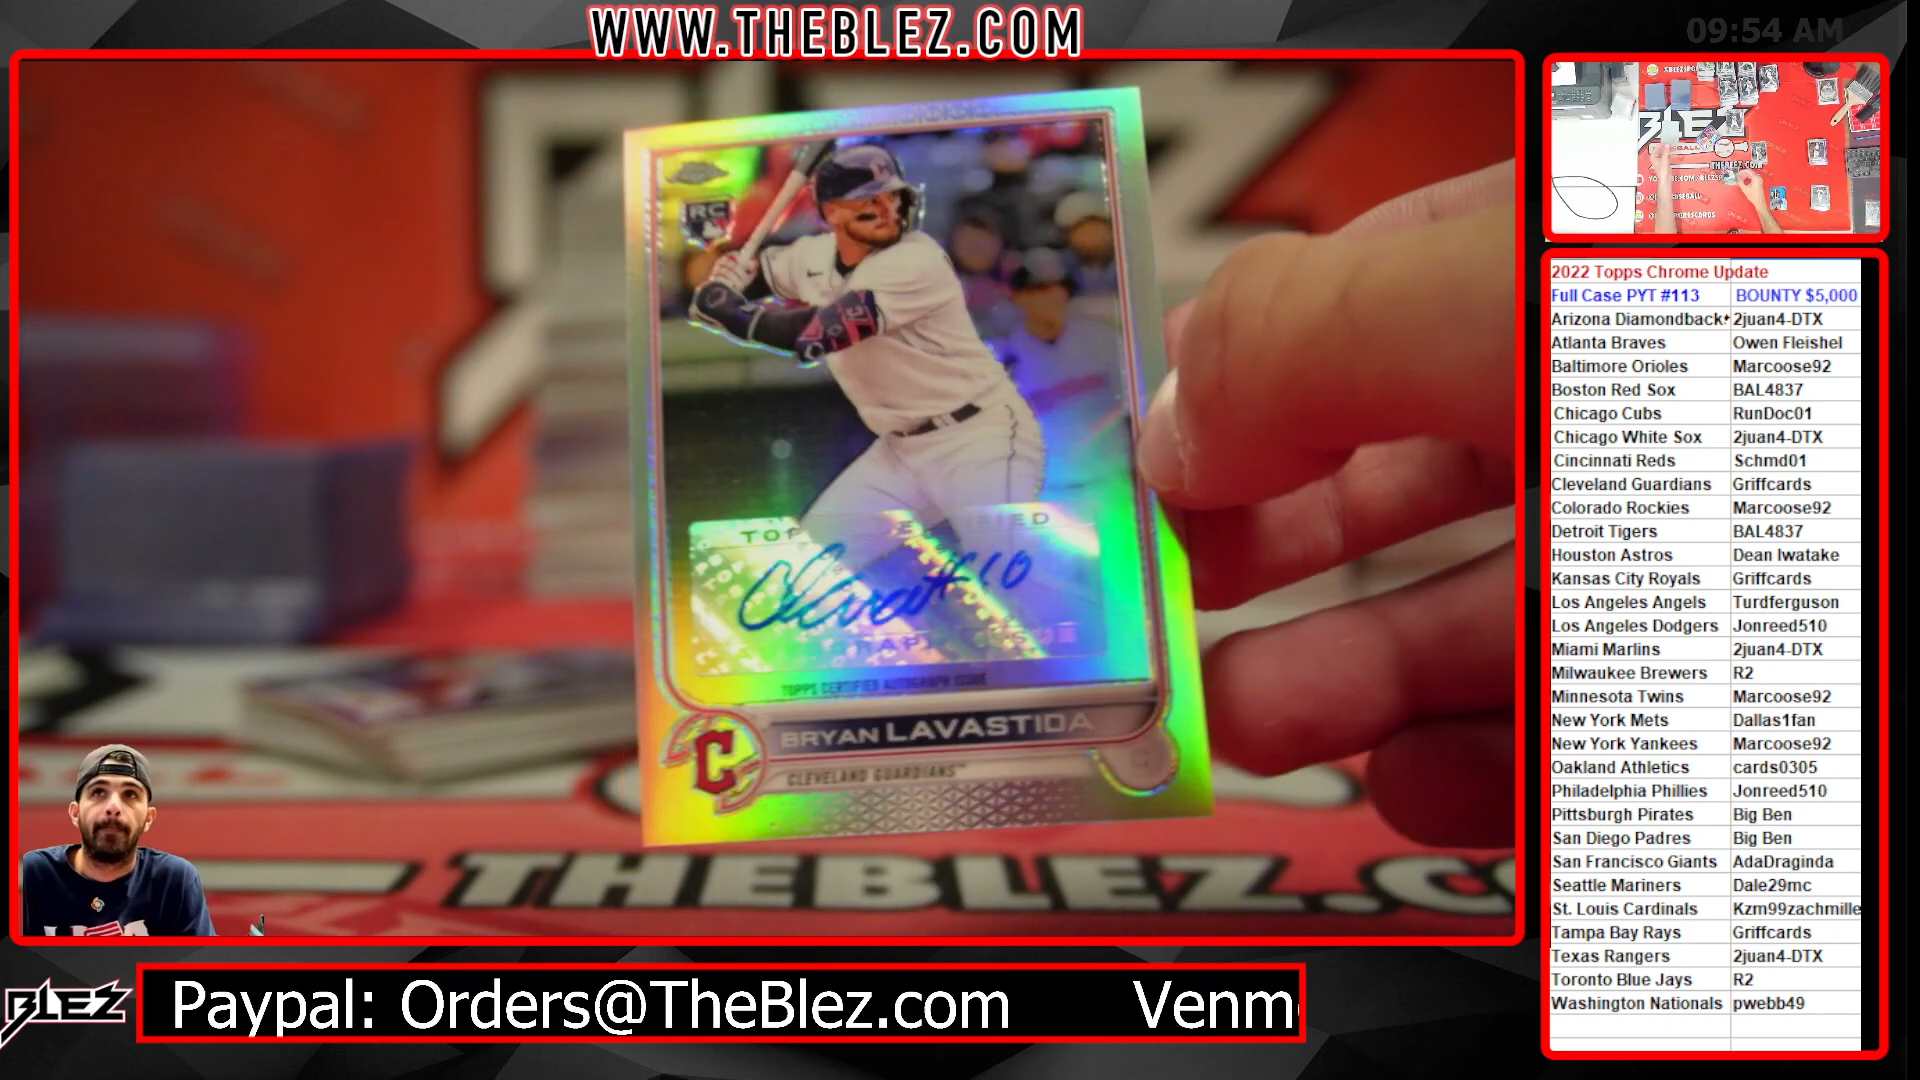 WWW.THEBLEZ.COM
09:54 AM
RC
TOPPS CERTIFIED AUTOGRAPH ISSUE
BRYAN LAVASTIDA
C
CLEVELAND GUARDIANS™
THEBLEZ.CO
BLEZ
Paypal: Orders@TheBlez.com Venm
BLEZ
THEBLEZ.COM
2022 Topps Chrome Update
Full Case PYT #113 BOUNTY $5,000
Arizona Diamondback 2juan4-DTX
Atlanta Braves Owen Fleishel
Baltimore Orioles Marcoose92
Boston Red Sox BAL4837
Chicago Cubs RunDoc01
Chicago White Sox 2juan4-DTX
Cincinnati Reds Schmd01
Cleveland Guardians Griffcards
Colorado Rockies Marcoose92
Detroit Tigers BAL4837
Houston Astros Dean Iwatake
Kansas City Royals Griffcards
Los Angeles Angels Turdferguson
Los Angeles Dodgers Jonreed510
Miami Marlins 2juan4-DTX
Milwaukee Brewers R2
Minnesota Twins Marcoose92
New York Mets Dallas1fan
New York Yankees Marcoose92
Oakland Athletics cards0305
Philadelphia Phillies Jonreed510
Pittsburgh Pirates Big Ben
San Diego Padres Big Ben
San Francisco Giants AdaDraginda
Seattle Mariners Dale29mc
St. Louis Cardinals Kzm99zachmille
Tampa Bay Rays Griffcards
Texas Rangers 2juan4-DTX
Toronto Blue Jays R2
Washington Nationals pwebb49